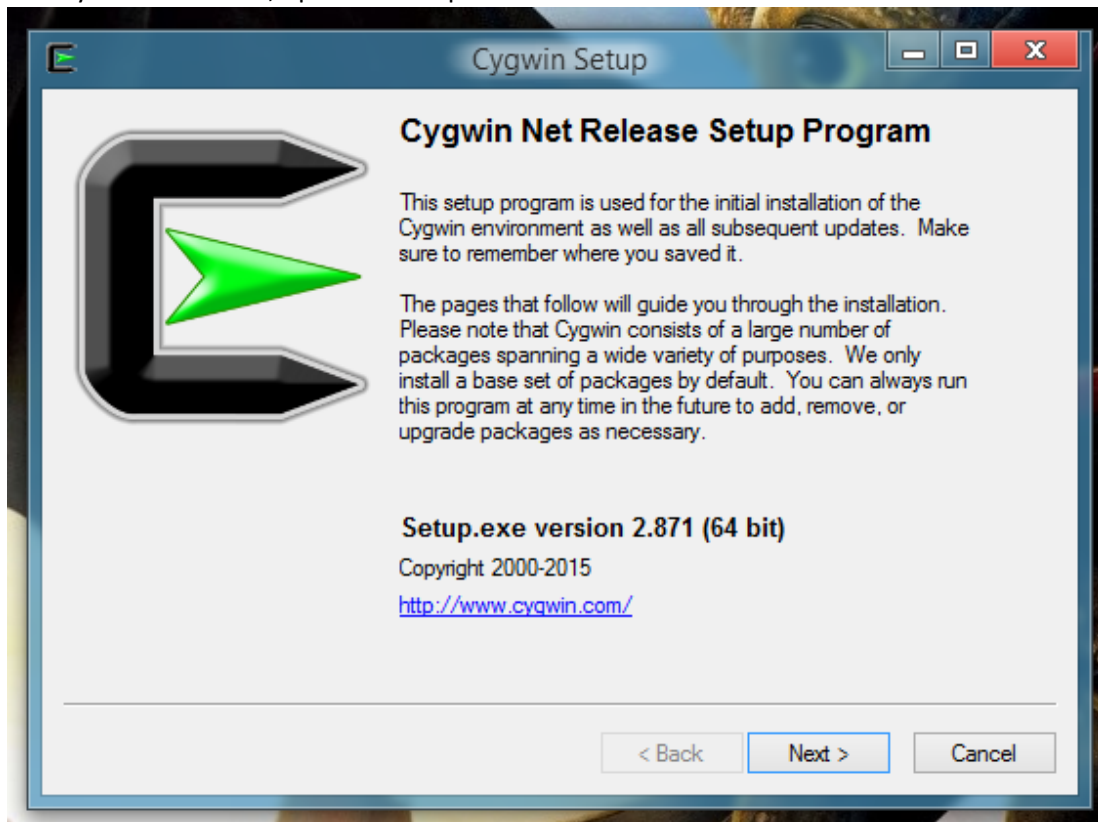 Cygwin Setup
Cygwin Net Release Setup Program
This setup program is used for the initial installation of the
Cygwin environment as well as all subsequent updates.  Make
sure to remember where you saved it.
The pages that follow will guide you through the installation.
Please note that Cygwin consists of a large number of
packages spanning a wide variety of purposes.  We only
install a base set of packages by default.  You can always run
this program at any time in the future to add, remove, or
upgrade packages as necessary.
Setup.exe version 2.871 (64 bit)
Copyright 2000-2015
http://www.cygwin.com/
< Back
Next >
Cancel